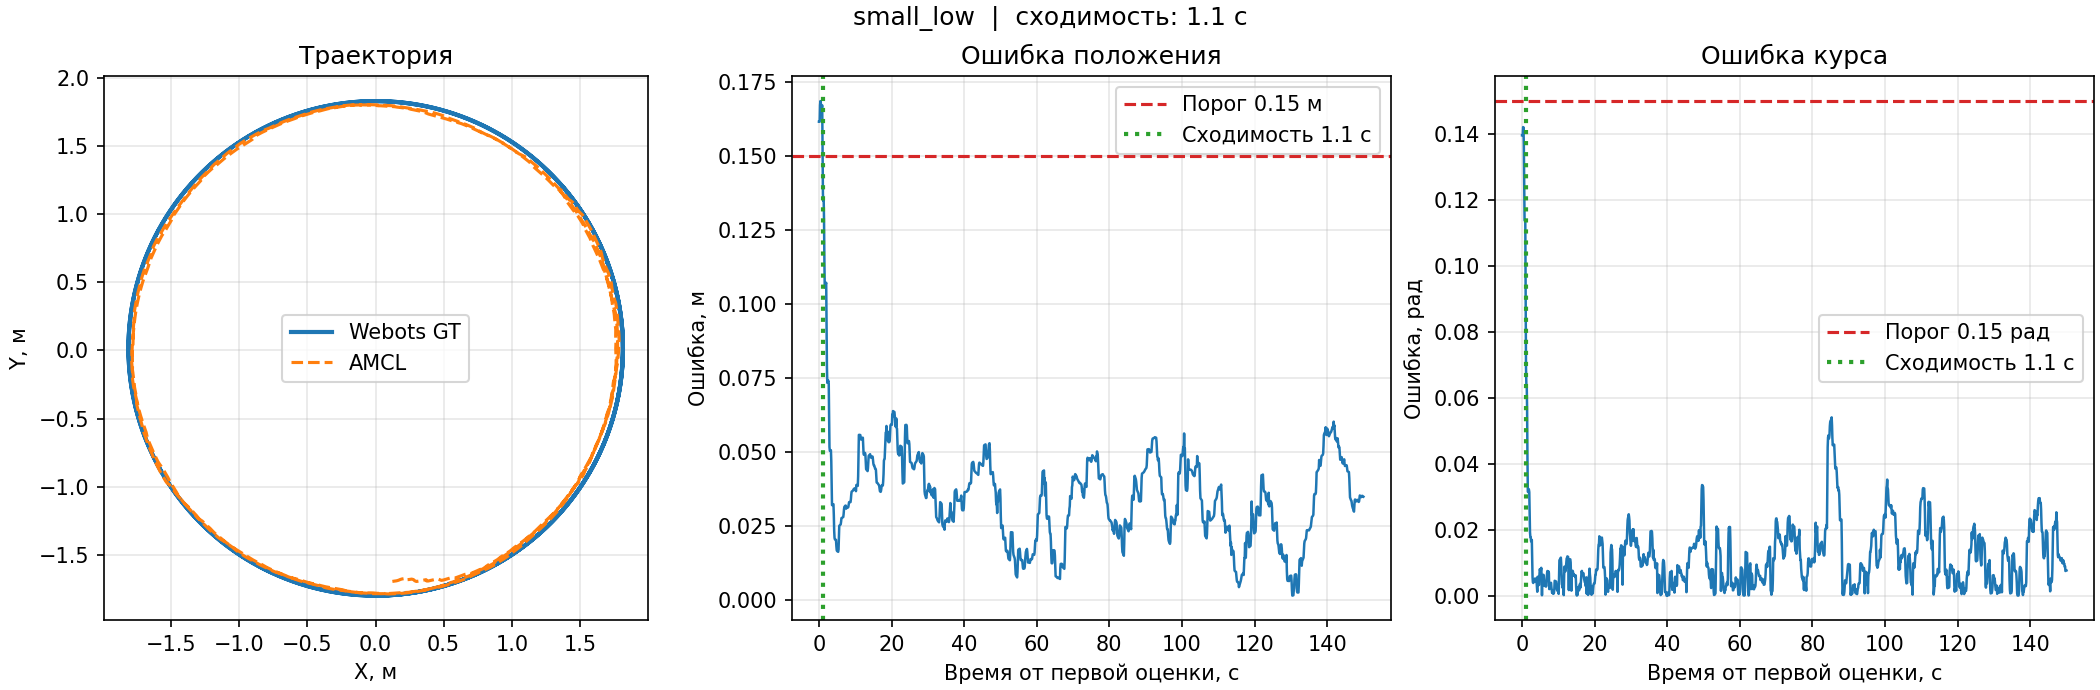 small_low | сходимость: 1.1 с
Траектория
2.0
1.5
1.0
0.5
0.0
−0.5
−1.0
−1.5
Y, м
Webots GT
AMCL
−1.5 −1.0 −0.5 0.0 0.5 1.0 1.5
X, м
Ошибка положения
0.175
0.150
0.125
0.100
0.075
0.050
0.025
0.000
Ошибка, м
Порог 0.15 м
Сходимость 1.1 с
0 20 40 60 80 100 120 140
Время от первой оценки, с
Ошибка курса
0.14
0.12
0.10
0.08
0.06
0.04
0.02
0.00
Ошибка, рад
Порог 0.15 рад
Сходимость 1.1 с
0 20 40 60 80 100 120 140
Время от первой оценки, с